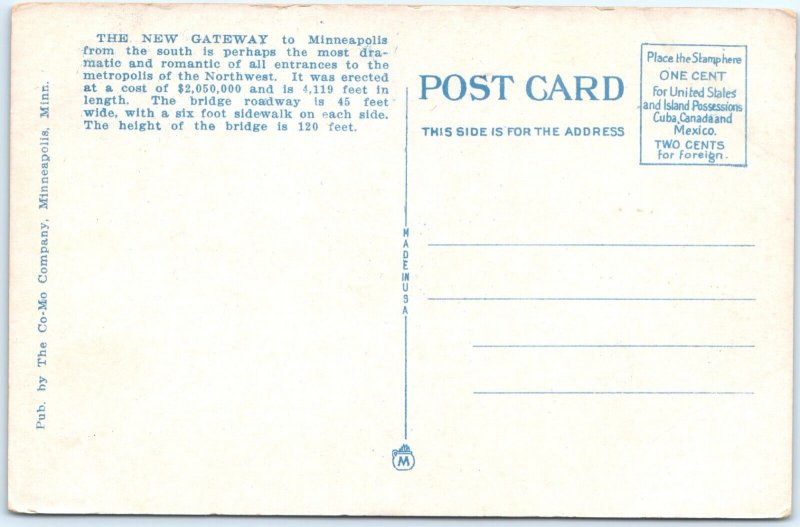 THE NEW GATEWAY to Minneapolis
from the south is perhaps the most dra-
matic and romantic of all entrances to the
metropolis of the Northwest. It was erected
at a cost of $2,050,000 and is 4,119 feet in
length. The bridge roadway is 45 feet
wide, with a six foot sidewalk on each side.
The height of the bridge is 120 feet.
Pub. by The Co-Mo Company, Minneapolis, Minn.
MADE IN USA
M
POST CARD
THIS SIDE IS FOR THE ADDRESS
Place the Stamp here
ONE CENT
for United States
and Island Possessions
Cuba, Canada and
Mexico.
TWO CENTS
for foreign.